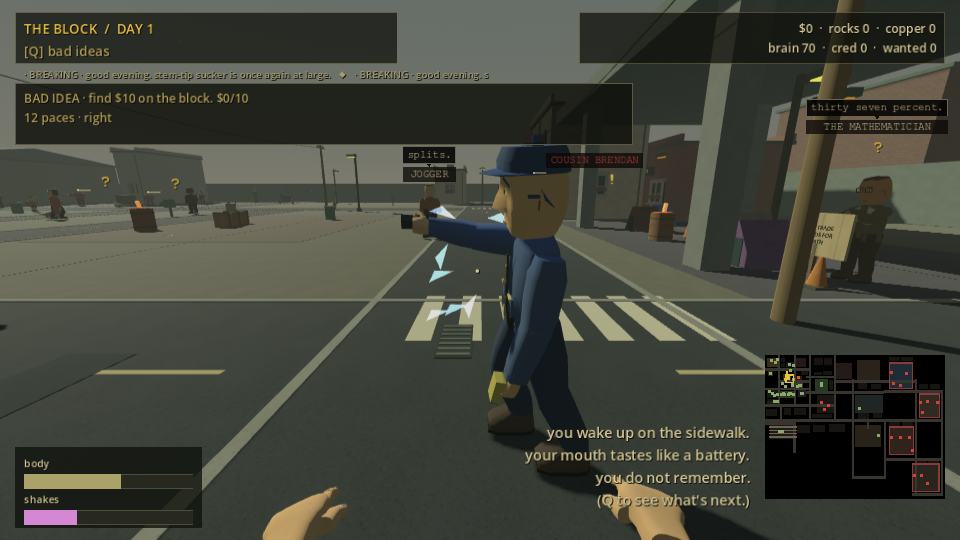 THE BLOCK / DAY 1
[Q] bad ideas
$0 · rocks 0 · copper 0
brain 70 · cred 0 · wanted 0
· BREAKING · good evening. stem-tip sucker is once again at large. ◆ · BREAKING · good evening. s
BAD IDEA · find $10 on the block. $0/10
12 paces · right
thirty seven percent.
THE MATHEMATICIAN
?
splits.
JOGGER
COUSIN BRENDAN
?
?
!
TRADE
you wake up on the sidewalk.
your mouth tastes like a battery.
you do not remember.
(Q to see what's next.)
body
shakes